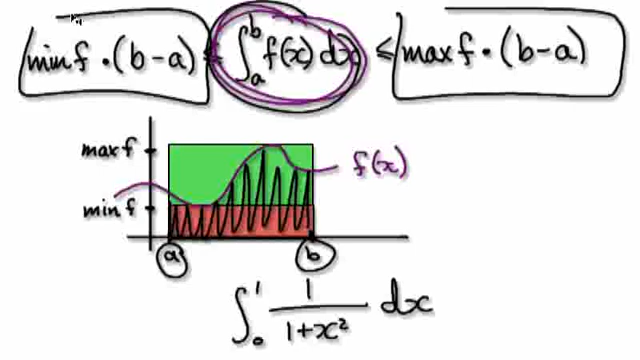 min f · (b-a) ≤ ∫_a^b f(x) dx ≤ max f · (b-a)
max f
f(x)
min f
a b
∫_0^1 1/(1+x²) dx